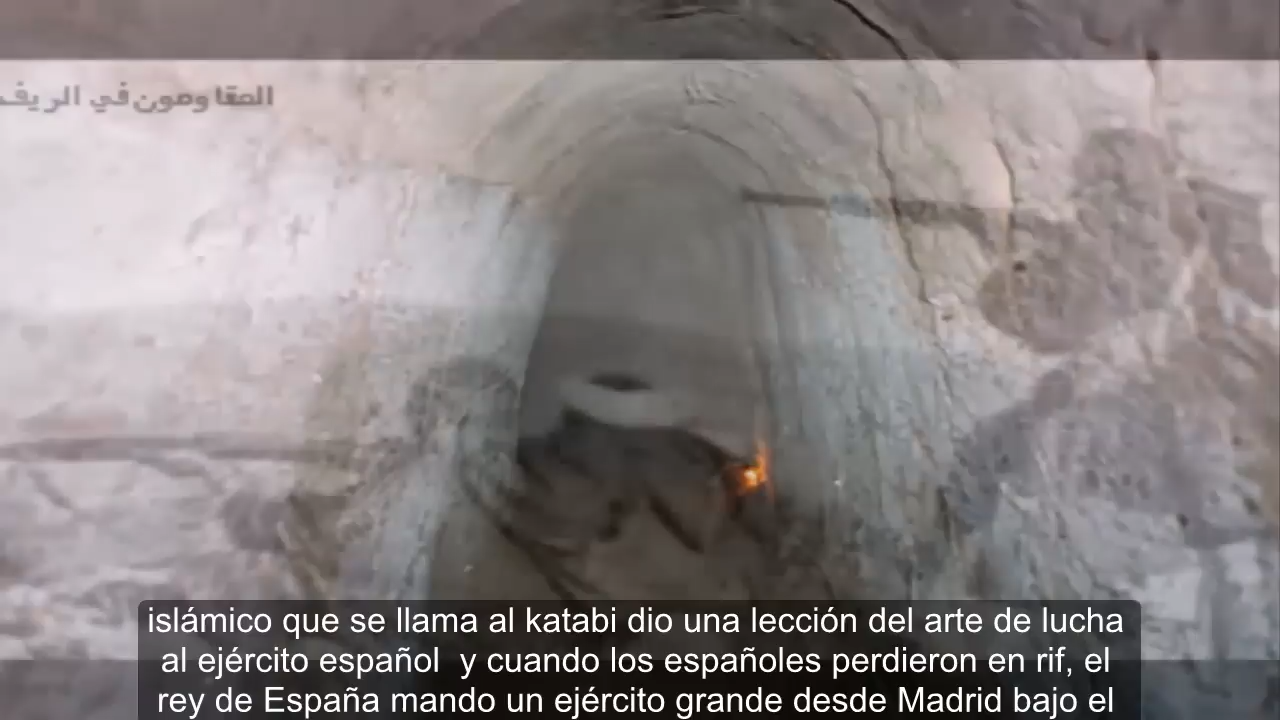 المقاومون في الريف
islámico que se llama al katabi dio una lección del arte de lucha
al ejército español  y cuando los españoles perdieron en rif, el
rey de España mando un ejército grande desde Madrid bajo el